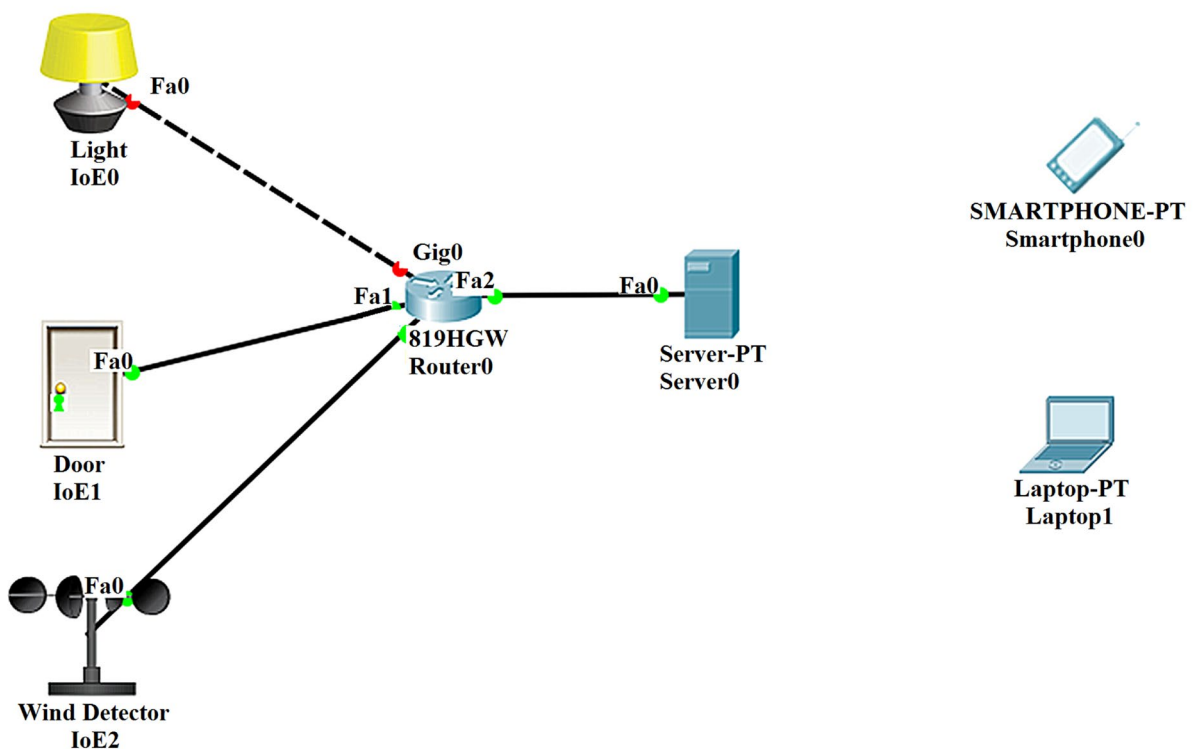 Fa0
Light
IoE0
SMARTPHONE-PT
Smartphone0
Gig0
Fa2
Fa1
Fa0
819HGW
Router0
Server-PT
Server0
Fa0
Door
IoE1
Laptop-PT
Laptop1
Fa0
Wind Detector
IoE2